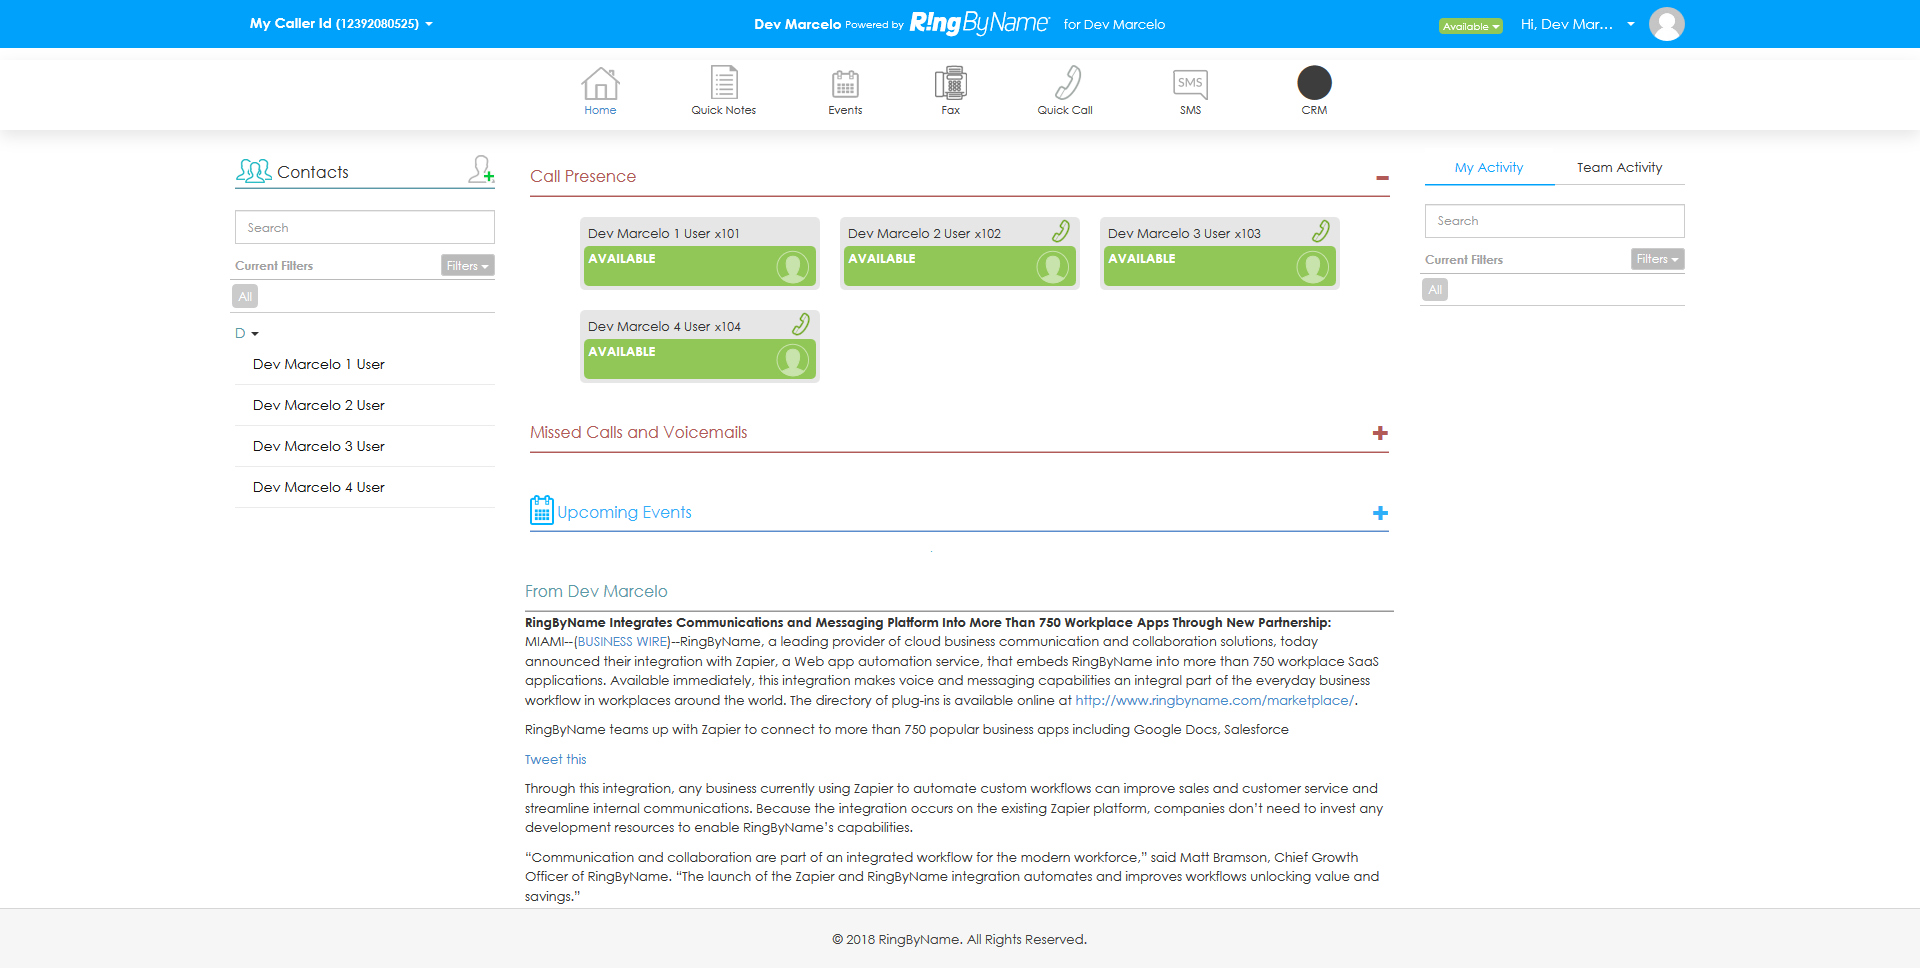 My Caller Id (12392080525)
Dev Marcelo Powered by R!ngByName for Dev Marcelo
Available
Hi, Dev Mar...
Home
Quick Notes
Events
Fax
Quick Call
SMS
SMS
CRM
Contacts
Search
Current Filters
Filters
All
D
Dev Marcelo 1 User
Dev Marcelo 2 User
Dev Marcelo 3 User
Dev Marcelo 4 User
Call Presence
Dev Marcelo 1 User x101
AVAILABLE
Dev Marcelo 2 User x102
AVAILABLE
Dev Marcelo 3 User x103
AVAILABLE
Dev Marcelo 4 User x104
AVAILABLE
Missed Calls and Voicemails
Upcoming Events
From Dev Marcelo
RingByName Integrates Communications and Messaging Platform Into More Than 750 Workplace Apps Through New Partnership:
MIAMI--(BUSINESS WIRE)--RingByName, a leading provider of cloud business communication and collaboration solutions, today
announced their integration with Zapier, a Web app automation service, that embeds RingByName into more than 750 workplace SaaS
applications. Available immediately, this integration makes voice and messaging capabilities an integral part of the everyday business
workflow in workplaces around the world. The directory of plug-ins is available online at http://www.ringbyname.com/marketplace/.
RingByName teams up with Zapier to connect to more than 750 popular business apps including Google Docs, Salesforce
Tweet this
Through this integration, any business currently using Zapier to automate custom workflows can improve sales and customer service and
streamline internal communications. Because the integration occurs on the existing Zapier platform, companies don’t need to invest any
development resources to enable RingByName’s capabilities.
“Communication and collaboration are part of an integrated workflow for the modern workforce,” said Matt Bramson, Chief Growth
Officer of RingByName. “The launch of the Zapier and RingByName integration automates and improves workflows unlocking value and
savings.”
My Activity
Team Activity
Search
Current Filters
Filters
All
© 2018 RingByName. All Rights Reserved.